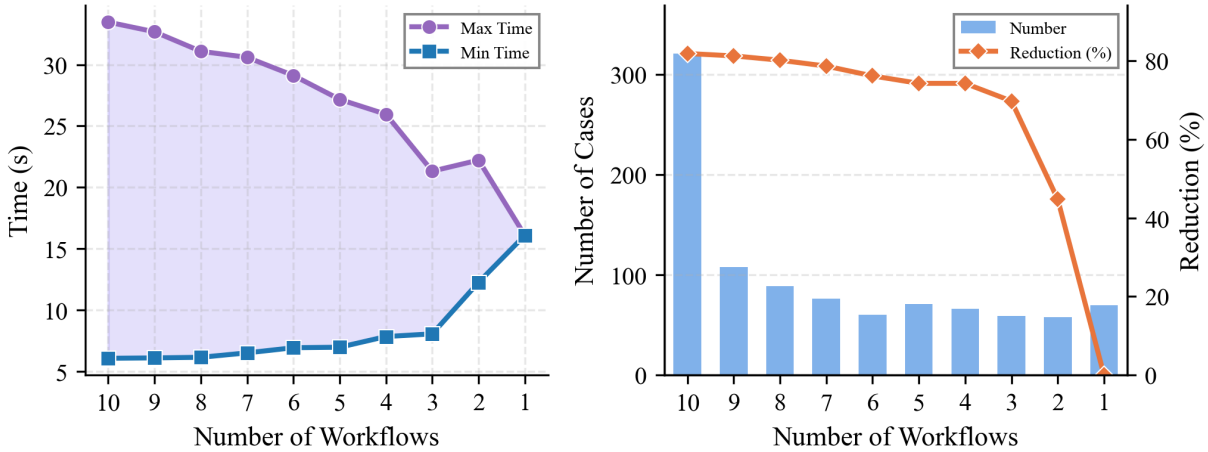 Max Time
Min Time
Time (s)
30
25
20
15
10
5
10 9 8 7 6 5 4 3 2 1
Number of Workflows
Number
Reduction (%)
Number of Cases
300
200
100
0
80
60
40
20
0
Reduction (%)
10 9 8 7 6 5 4 3 2 1
Number of Workflows